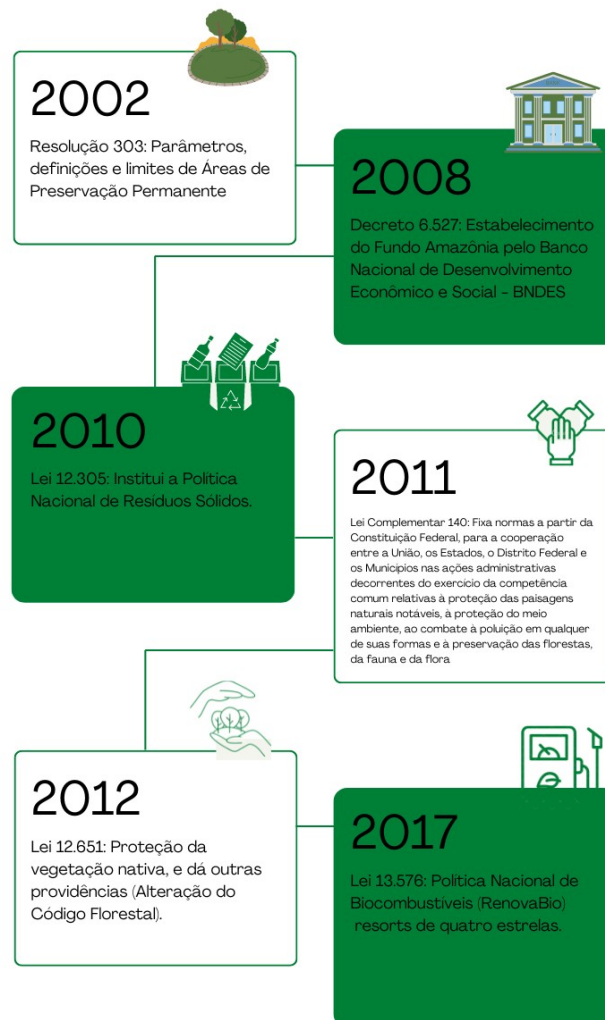 2002
Resolução 303: Parâmetros,
definições e limites de Áreas de
Preservação Permanente
2008
Decreto 6.527: Estabelecimento
do Fundo Amazônia pelo Banco
Nacional de Desenvolvimento
Econômico e Social – BNDES
2010
Lei 12.305: Institui a Política
Nacional de Resíduos Sólidos.
2011
Lei Complementar 140: Fixa normas a partir da
Constituição Federal, para a cooperação
entre a União, os Estados, o Distrito Federal e
os Municípios nas ações administrativas
decorrentes do exercício da competência
comum relativas à proteção das paisagens
naturais notáveis, à proteção do meio
ambiente, ao combate à poluição em qualquer
de suas formas e à preservação das florestas,
da fauna e da flora
2012
Lei 12.651: Proteção da
vegetação nativa, e dá outras
providências (Alteração do
Código Florestal).
2017
Lei 13.576: Política Nacional de
Biocombustíveis (RenovaBio)
resorts de quatro estrelas.